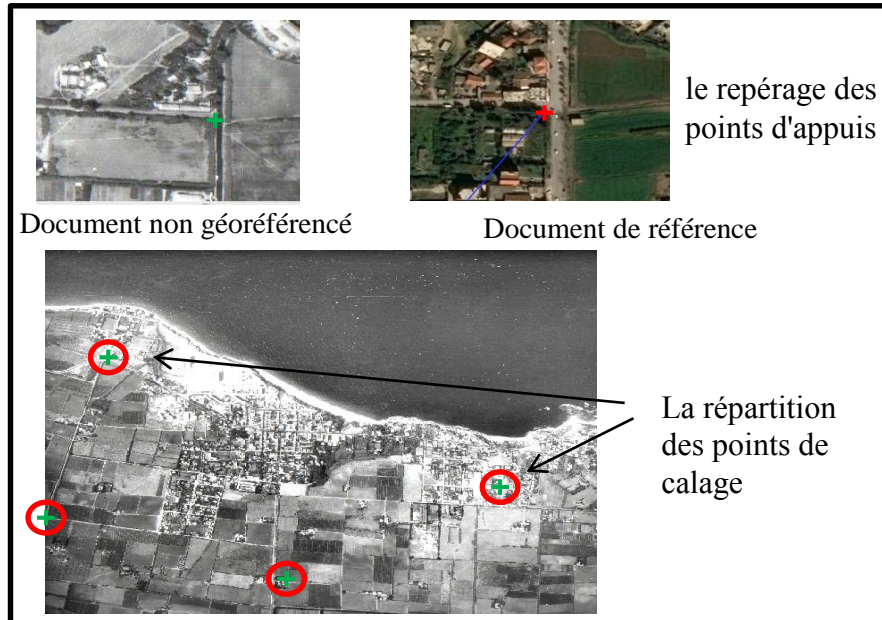 le repérage des
points d'appuis
Document non géoréférencé
Document de référence
La répartition
des points de
calage